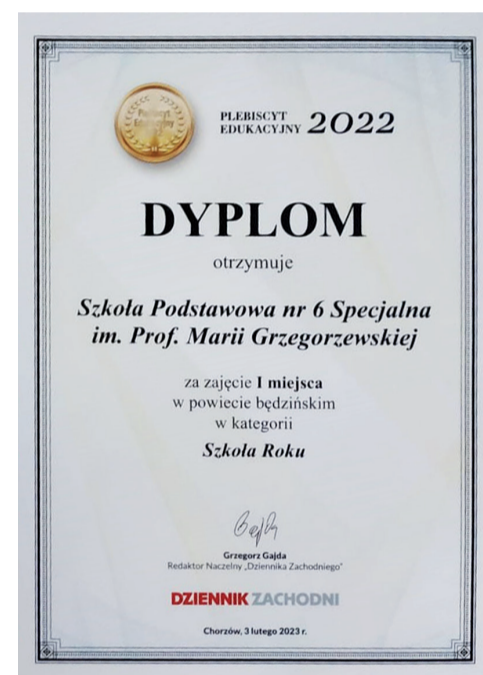 PLEBISCYT
EDUKACYJNY 2022
DYPLOM
otrzymuje
Szkoła Podstawowa nr 6 Specjalna
im. Prof. Marii Grzegorzewskiej
za zajęcie I miejsca
w powiecie będzińskim
w kategorii
Szkoła Roku
Grzegorz Gajda
Redaktor Naczelny „Dziennika Zachodniego"
DZIENNIK ZACHODNI
Chorzów, 3 lutego 2023 r.